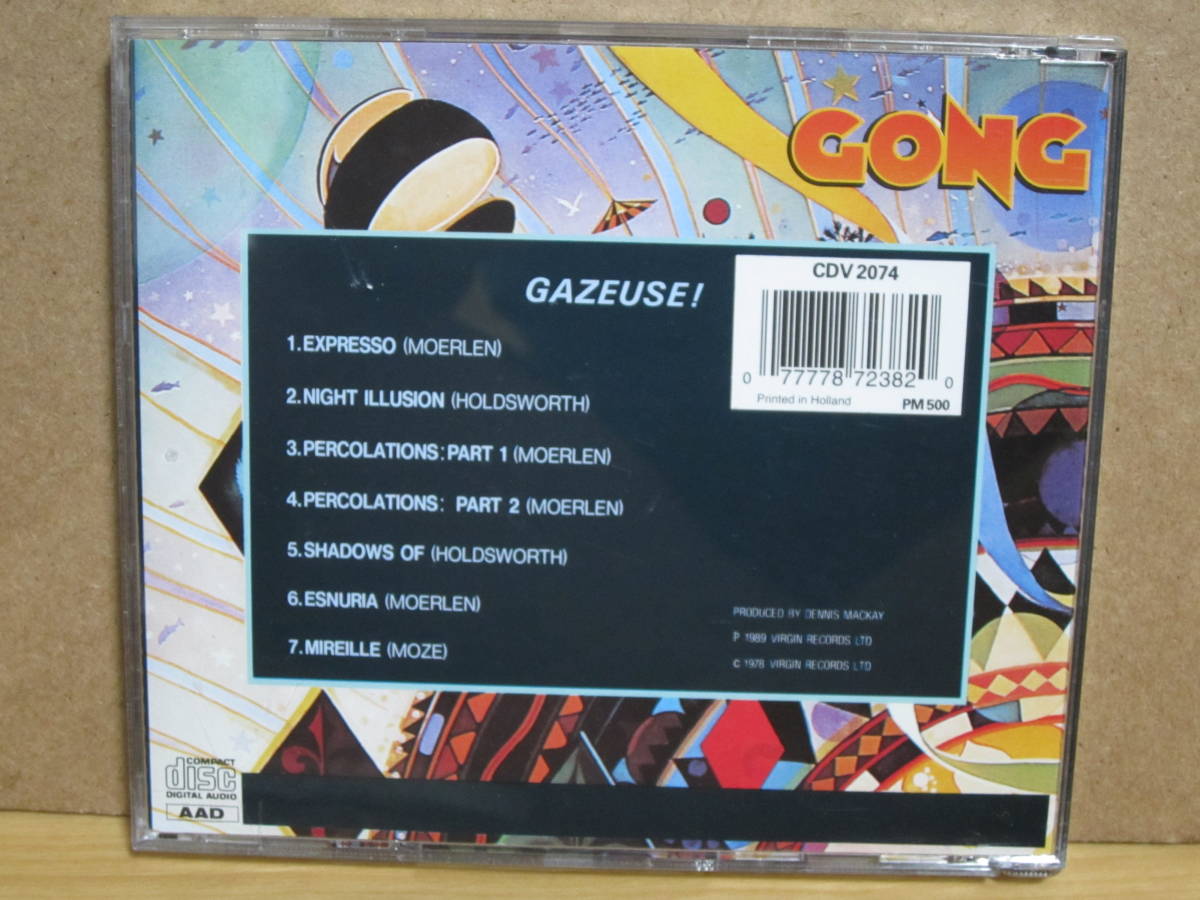 GONG
GAZEUSE!
CDV 2074
0 77778 72382 0
Printed in Holland PM 500
1.EXPRESSO (MOERLEN)
2.NIGHT ILLUSION (HOLDSWORTH)
3.PERCOLATIONS: PART 1 (MOERLEN)
4.PERCOLATIONS: PART 2 (MOERLEN)
5.SHADOWS OF (HOLDSWORTH)
6.ESNURIA (MOERLEN)
7.MIREILLE (MOZE)
PRODUCED BY DENNIS MACKAY
P 1989 VIRGIN RECORDS LTD
C 1978 VIRGIN RECORDS LTD
COMPACT
disc
DIGITAL AUDIO
AAD